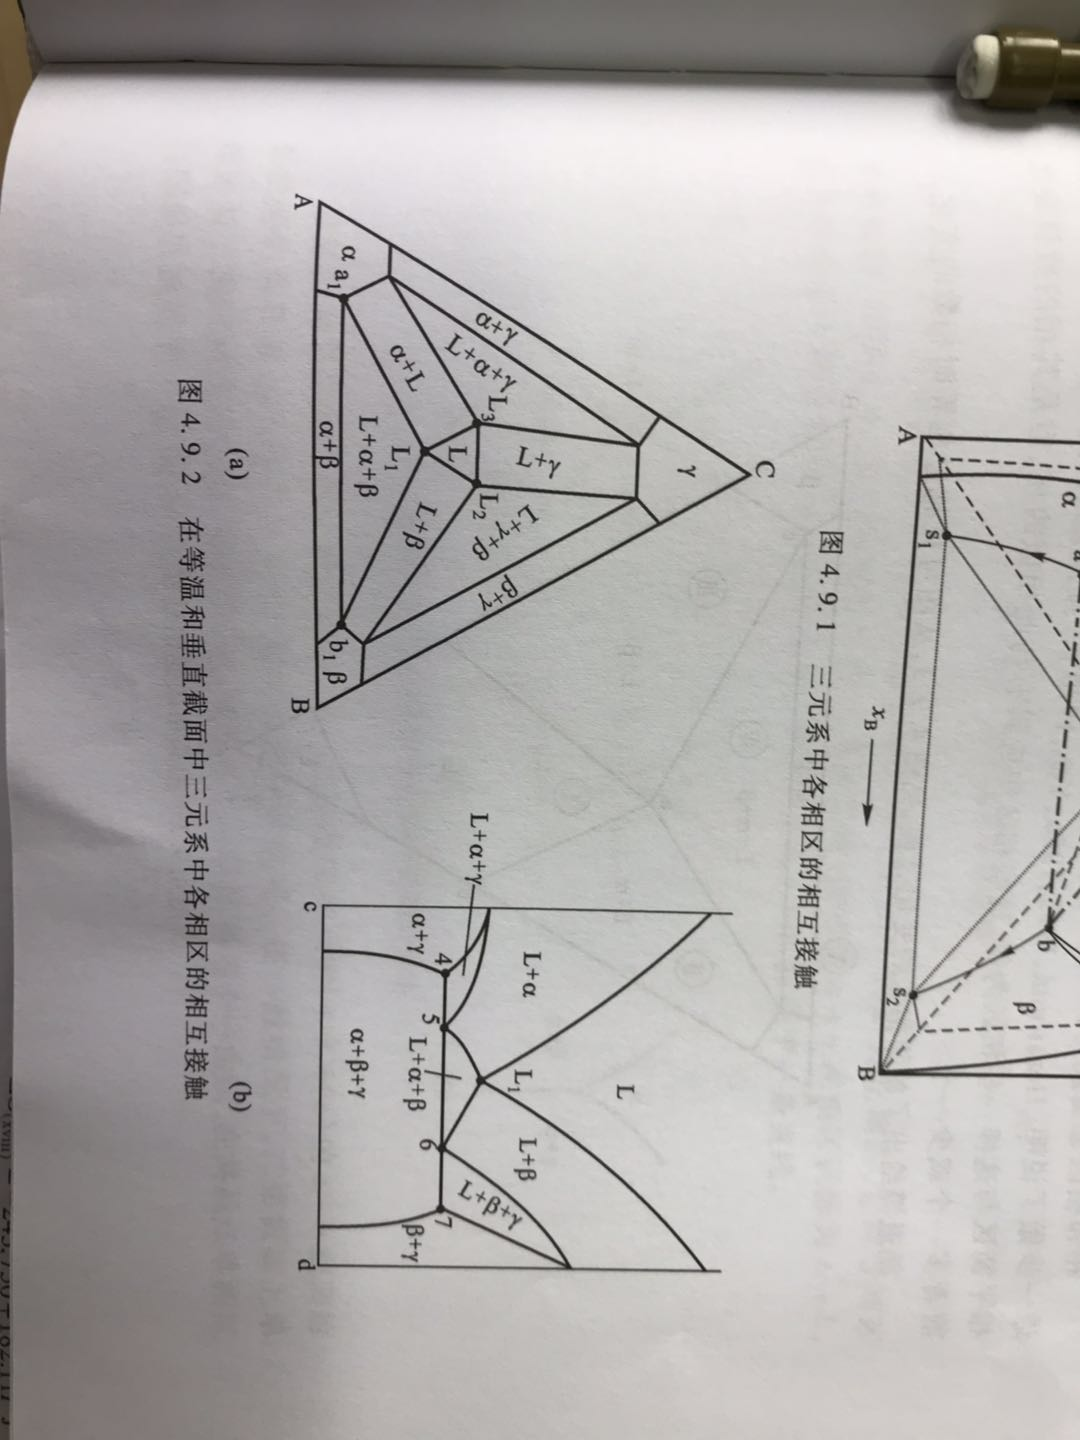 A
α
s₁
x_B
b
β
s₂
B
图 4.9.1 三元系中各相区的相互接触
C
γ
α+γ
L+α+γ
L₃
L+γ
L
L₂
L+γ+β
β+γ
α
a₁
α+L
L₁
L+β
L+α+β
α+β
b₁
β
A
B
(a)
L
L₁
L+α
L+β
L+α+γ
α+γ
4
5
L+α+β
6
L+β+γ
7
β+γ
α+β+γ
c
d
(b)
图 4.9.2 在等温和垂直截面中三元系中各相区的相互接触